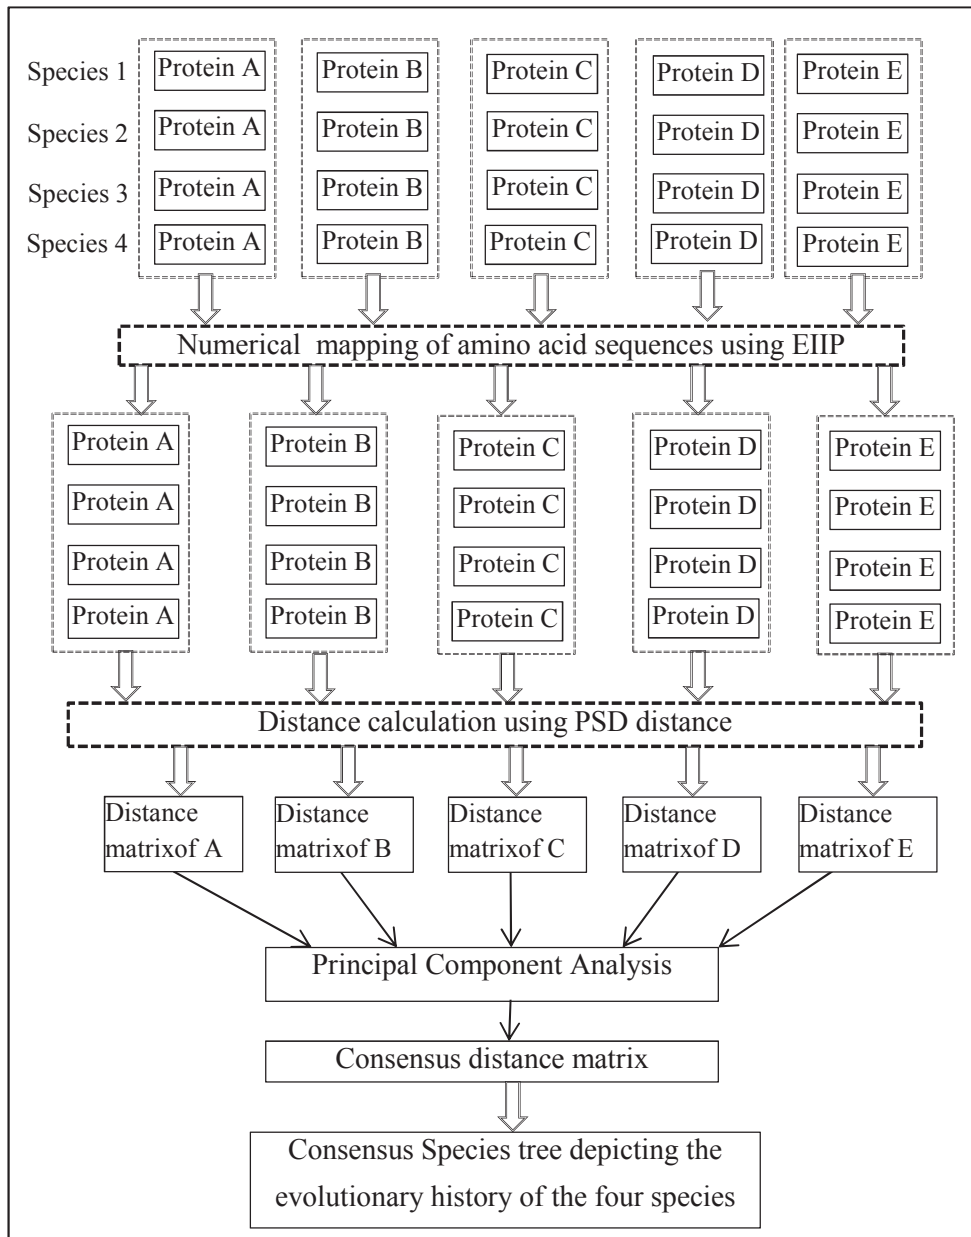 Species 1 Protein A Protein B Protein C Protein D Protein E
Species 2 Protein A Protein B Protein C Protein D Protein E
Species 3 Protein A Protein B Protein C Protein D Protein E
Species 4 Protein A Protein B Protein C Protein D Protein E
Numerical mapping of amino acid sequences using EIIP
Protein A Protein B Protein C Protein D Protein E
Protein A Protein B Protein C Protein D Protein E
Protein A Protein B Protein C Protein D Protein E
Protein A Protein B Protein C Protein D Protein E
Distance calculation using PSD distance
Distance
matrixof A
Distance
matrixof B
Distance
matrixof C
Distance
matrixof D
Distance
matrixof E
Principal Component Analysis
Consensus distance matrix
Consensus Species tree depicting the
evolutionary history of the four species